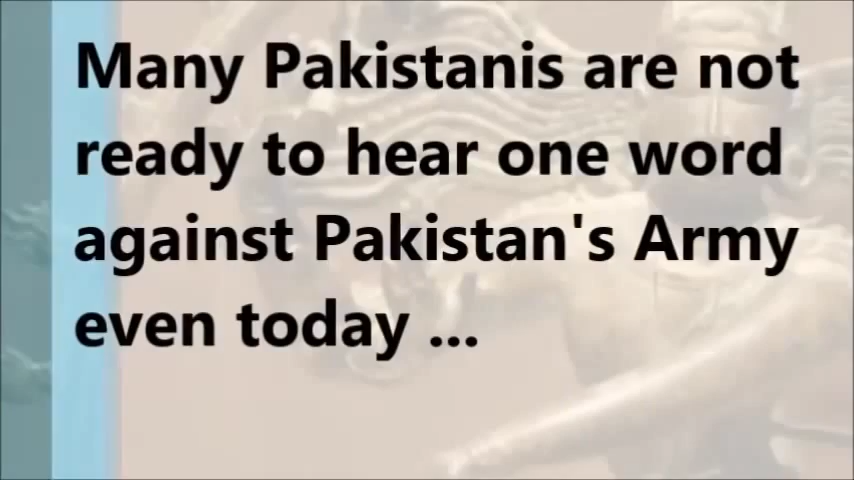 Many Pakistanis are not
ready to hear one word
against Pakistan's Army
even today ...